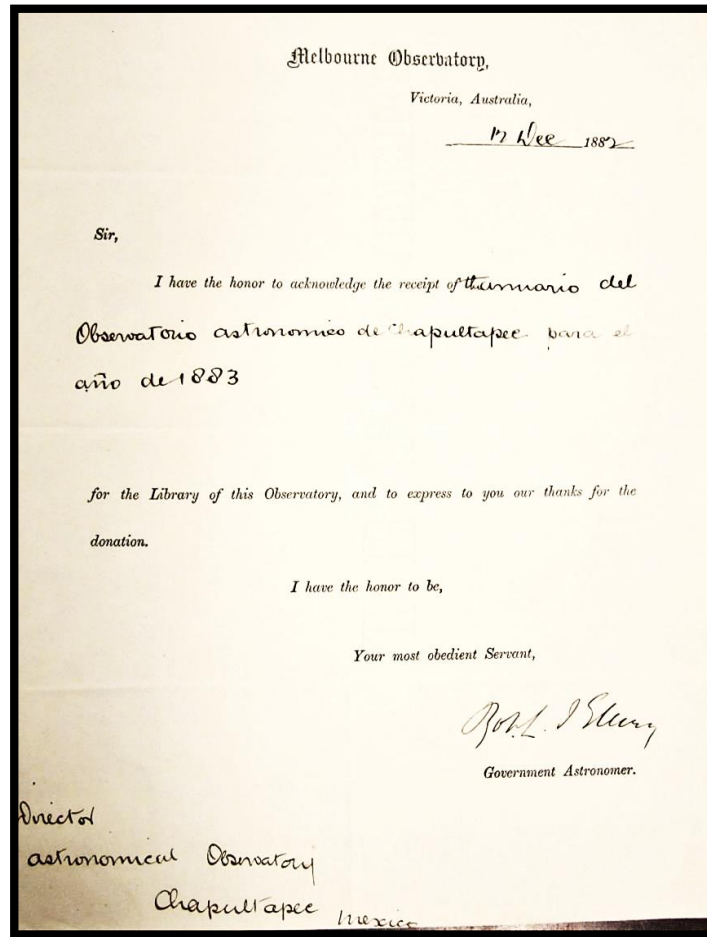 Melbourne Observatory,
Victoria, Australia,
17 Dec 1882
Sir,
I have the honor to acknowledge the receipt of the Annuario del
Observatorio astronomico de Chapultapec para el
año de 1883
for the Library of this Observatory, and to express to you our thanks for the
donation.
I have the honor to be,
Your most obedient Servant,
Robt. L. J Ellery
Government Astronomer.
Director
Astronomical Observatory
Chapultapec Mexico